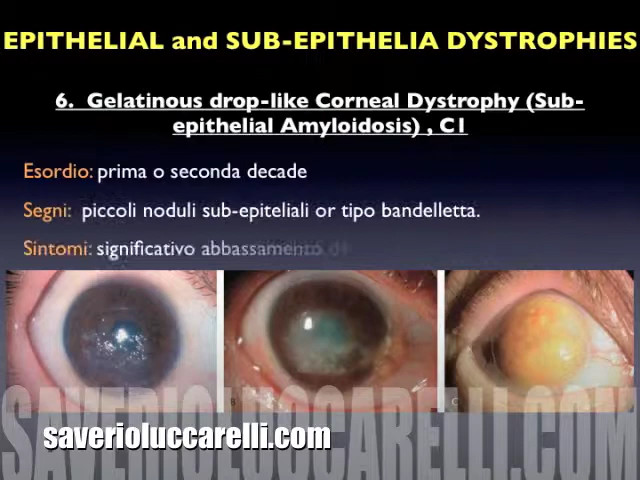 EPITHELIAL and SUB-EPITHELIA DYSTROPHIES
6. Gelatinous drop-like Corneal Dystrophy (Sub-
epithelial Amyloidosis) , C1
Esordio: prima o seconda decade
Segni: piccoli noduli sub-epiteliali or tipo bandelletta.
Sintomi: significativo abbassamento
B
C
SAVERIOLUCCARELLI.COM
saverioluccarelli.com